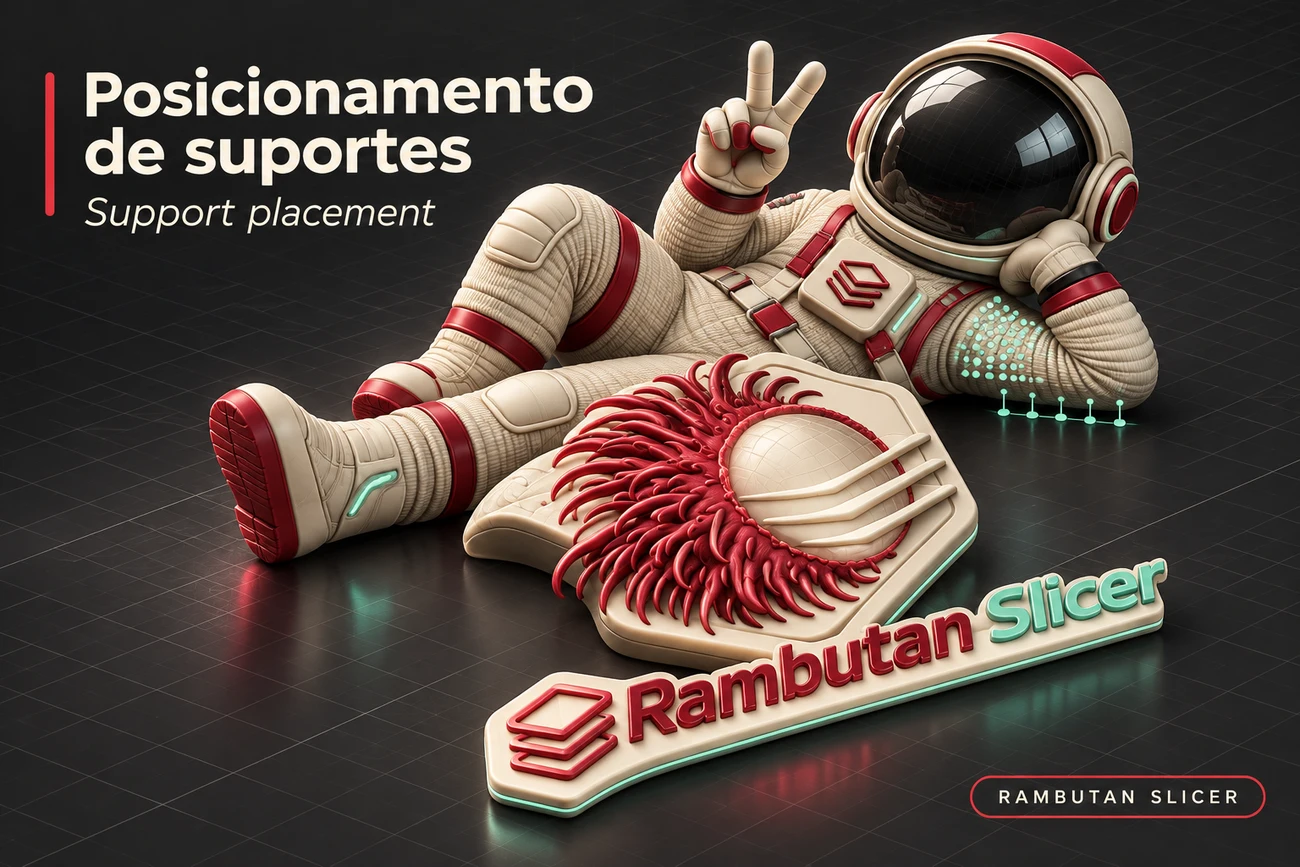 Posicionamento
de suportes
Support placement
Rambutan Slicer
RAMBUTAN SLICER